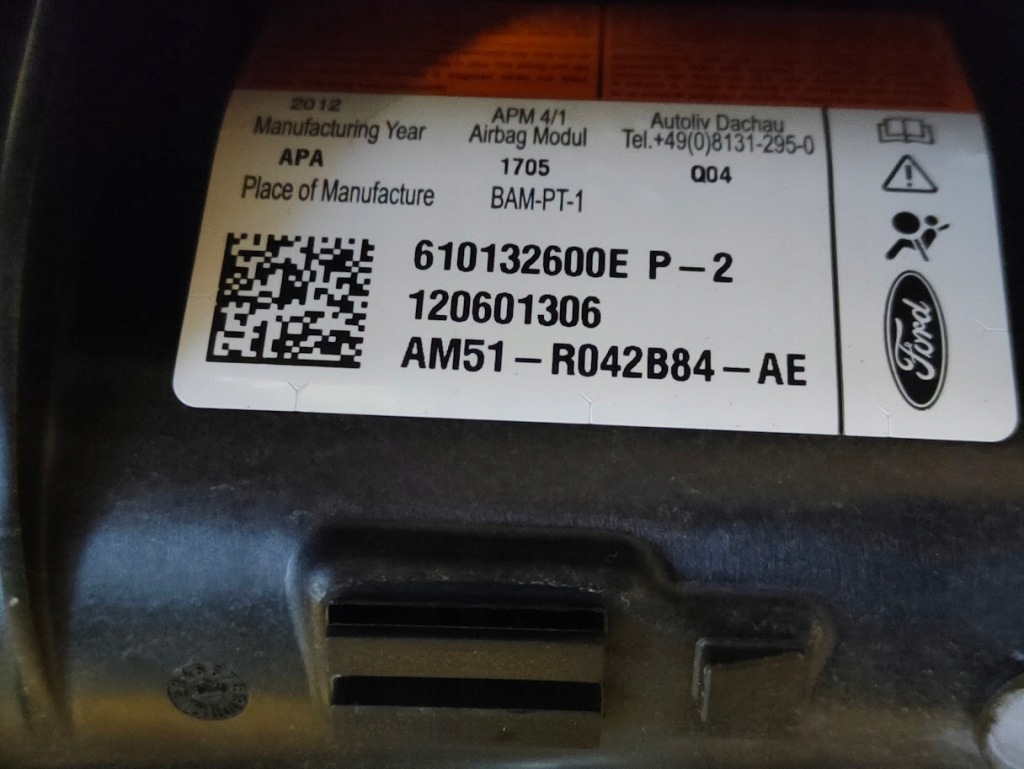 2012
Manufacturing Year
APM 4/1
Airbag Modul
Autoliv Dachau
Tel.+49(0)8131-295-0
APA
Place of Manufacture
1705
BAM-PT-1
Q04
610132600E P-2
120601306
AM51-R042B84-AE
Ford